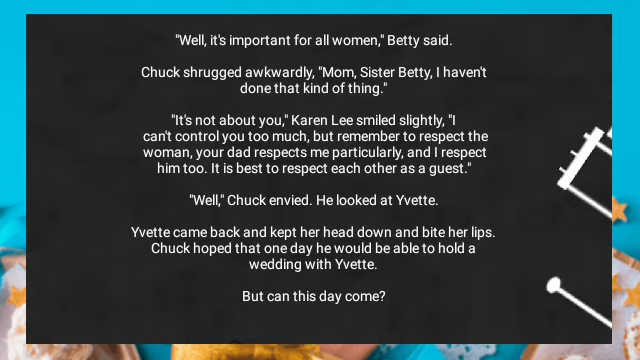 "Well, it's important for all women," Betty said.
Chuck shrugged awkwardly, "Mom, Sister Betty, I haven't
done that kind of thing."
"It's not about you," Karen Lee smiled slightly, "I
can't control you too much, but remember to respect the
woman, your dad respects me particularly, and I respect
him too. It is best to respect each other as a guest."
"Well," Chuck envied. He looked at Yvette.
Yvette came back and kept her head down and bite her lips.
Chuck hoped that one day he would be able to hold a
wedding with Yvette.
But can this day come?